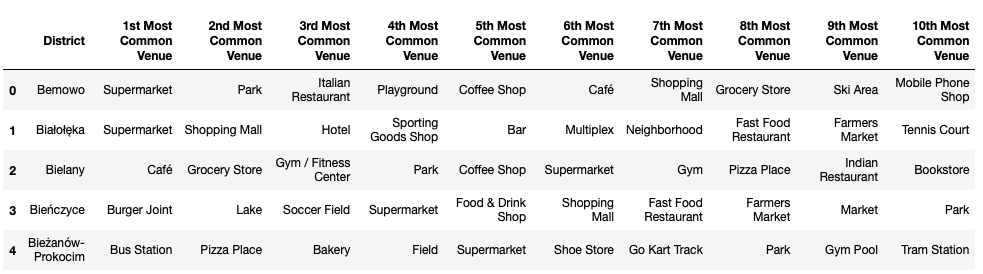 District 1st Most Common Venue 2nd Most Common Venue 3rd Most Common Venue 4th Most Common Venue 5th Most Common Venue 6th Most Common Venue 7th Most Common Venue 8th Most Common Venue 9th Most Common Venue 10th Most Common Venue
0 Bemowo Supermarket Park Italian Restaurant Playground Coffee Shop Café Shopping Mall Grocery Store Ski Area Mobile Phone Shop
1 Białołęka Supermarket Shopping Mall Hotel Sporting Goods Shop Bar Multiplex Neighborhood Fast Food Restaurant Farmers Market Tennis Court
2 Bielany Café Grocery Store Gym / Fitness Center Park Coffee Shop Supermarket Gym Pizza Place Indian Restaurant Bookstore
3 Bieńczyce Burger Joint Lake Soccer Field Supermarket Food & Drink Shop Shopping Mall Fast Food Restaurant Farmers Market Market Park
4 Bieżanów-Prokocim Bus Station Pizza Place Bakery Field Supermarket Shoe Store Go Kart Track Park Gym Pool Tram Station